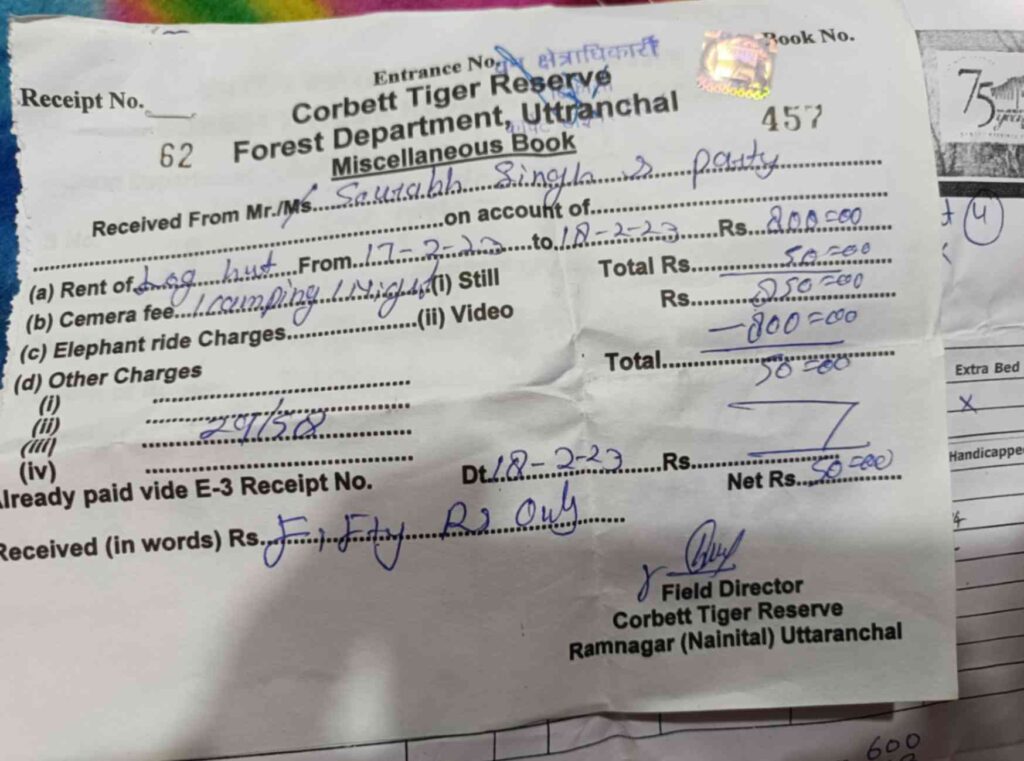 Entrance No. क्षेत्राधिकारी
Book No.
Receipt No.
62
Corbett Tiger Reserve
457
Forest Department, Uttranchal
Miscellaneous Book
Received From Mr./Ms. Saurabh Singh & party
on account of
(a) Rent of Log hut From 17-2-23 to 18-2-23 Rs. 800=00
(b) Cemera fee 1 camping 1 Night (i) Still Total Rs. 50=00
(c) Elephant ride Charges (ii) Video Rs. 850=00
-800=00
(d) Other Charges Total 50=00
(i)
(ii)
(iii) 29/58
(iv)
Already paid vide E-3 Receipt No. Dt. 18-2-23 Rs.
Net Rs. 50=00
Received (in words) Rs. Fifty Rs Only
Field Director
Corbett Tiger Reserve
Ramnagar (Nainital) Uttaranchal
75
4
Extra Bed
X
Handicapped
600